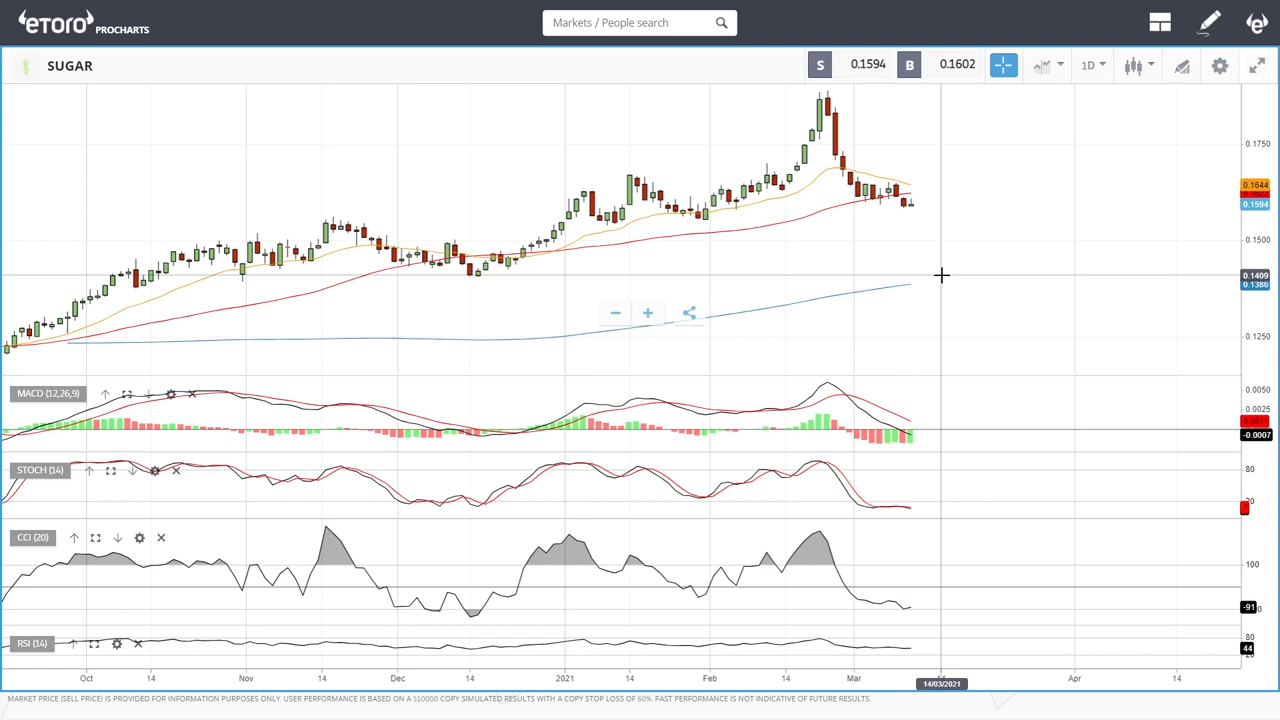 eToro PROCHARTS
Markets / People search
SUGAR
S 0.1594 B 0.1602
1D
0.1750
0.1644
0.1594
0.1500
0.1409
0.1386
0.1250
MACD (12,26,9)
0.0050
0.0025
-0.0007
STOCH (14)
80
20
CCI (20)
100
-91
RSI (14)
80
44
Oct 14 Nov 14 Dec 14 2021 14 Feb 14 Mar Apr 14
14/03/2021
MARKET PRICE (SELL PRICE) IS PROVIDED FOR INFORMATION PURPOSES ONLY. USER PERFORMANCE IS BASED ON A $10000 COPY SIMULATED RESULTS WITH A COPY STOP LOSS OF 60%. PAST PERFORMANCE IS NOT INDICATIVE OF FUTURE RESULTS.